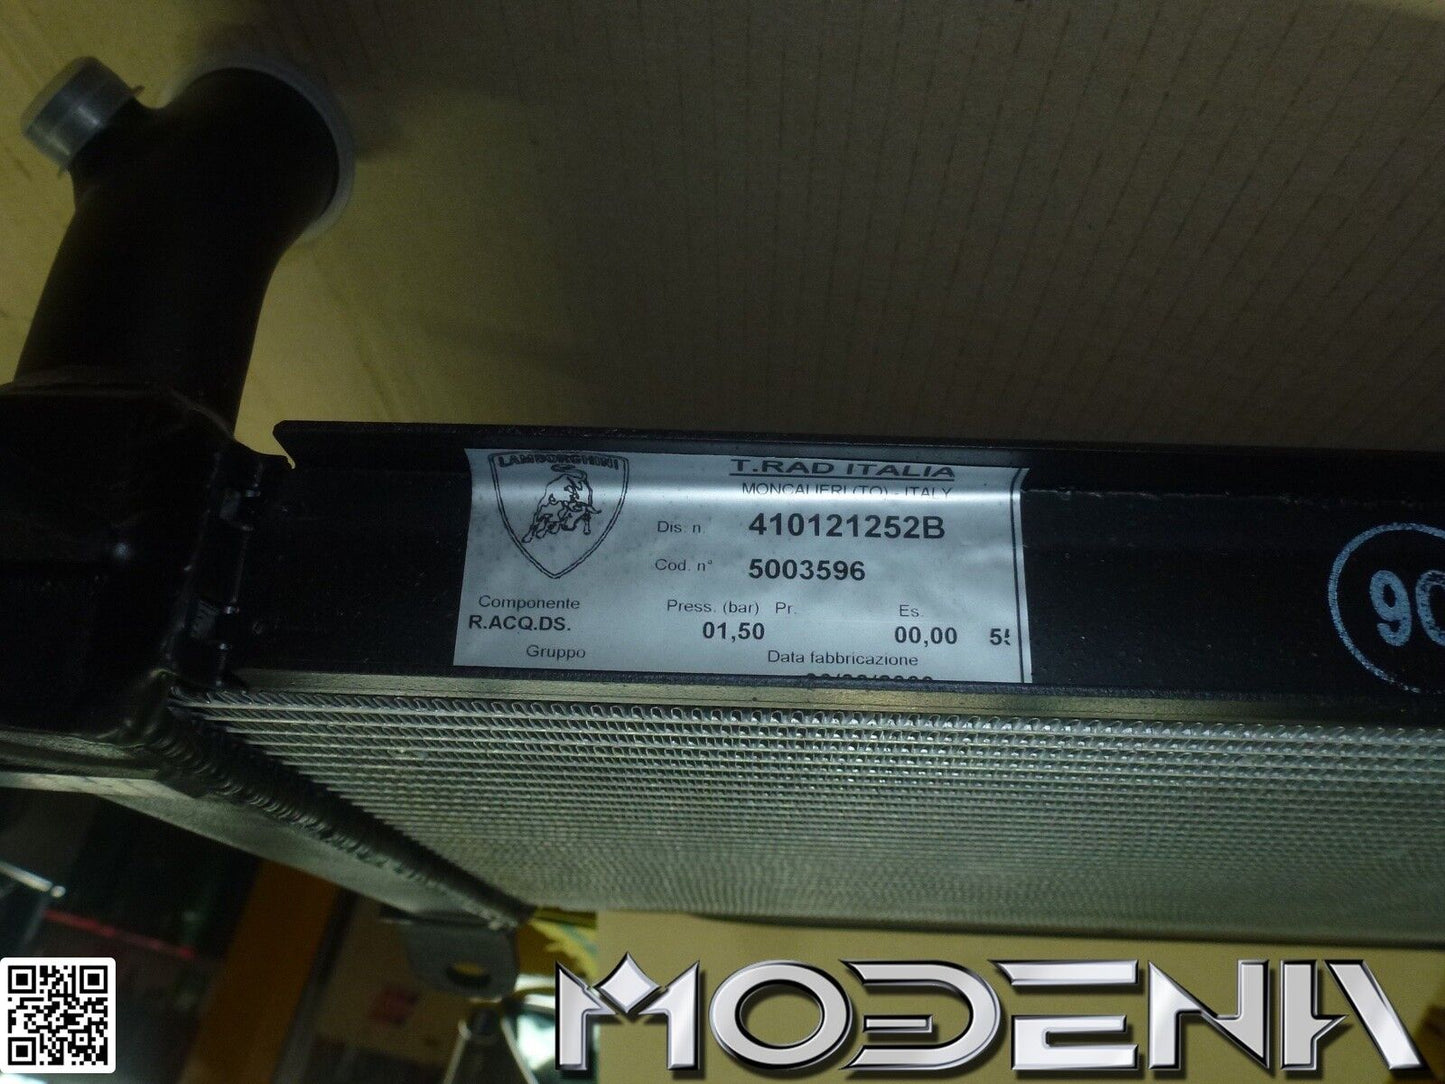 LAMBORGHINI
T.RAD ITALIA
MONCALIERI (TO) - ITALY
Dis. n. 410121252B
Cod. n° 5003596
Componente
R.ACQ.DS.
Press. (bar) Pr. Es.
01,50 00,00
Gruppo
Data fabbricazione
MODENA